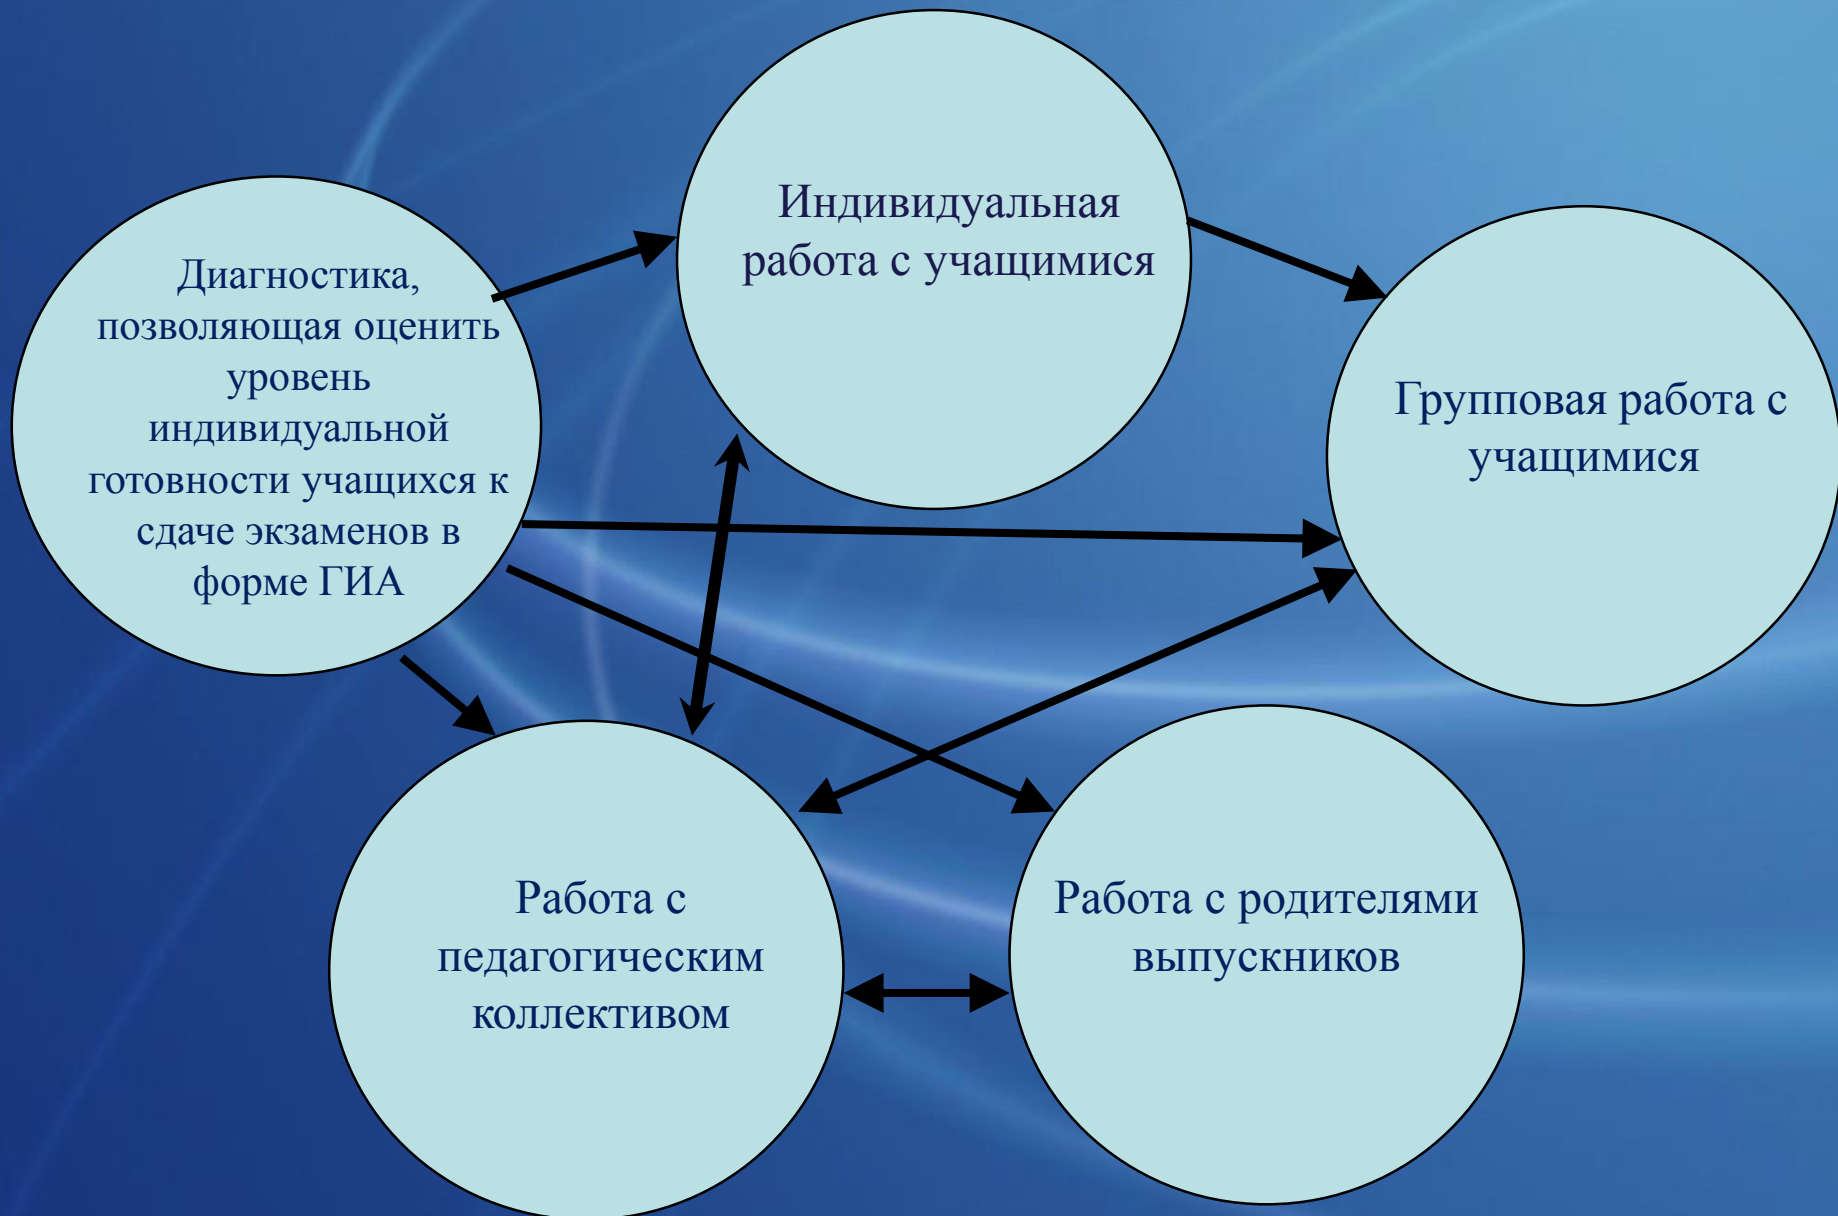 Диагностика,
позволяющая оценить
уровень
индивидуальной
готовности учащихся к
сдаче экзаменов в
форме ГИА
Индивидуальная
работа с учащимися
Групповая работа с
учащимися
Работа с
педагогическим
коллективом
Работа с родителями
выпускников